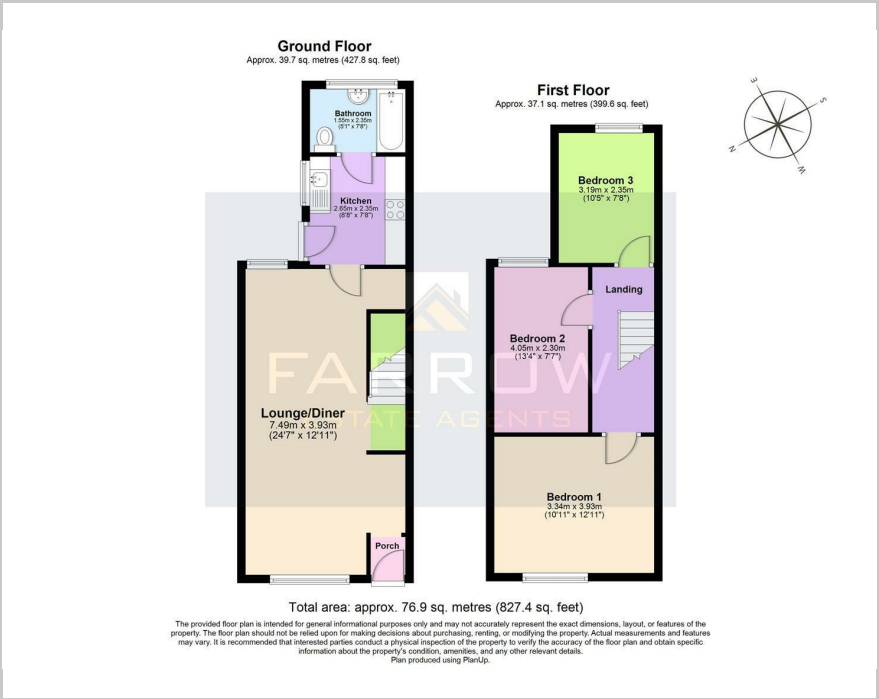 Ground Floor
Approx. 39.7 sq. metres (427.8 sq. feet)
Bathroom
1.55m x 2.35m
(5'1" x 7'8")
Kitchen
2.65m x 2.35m
(8'8" x 7'8")
Lounge/Diner
7.49m x 3.93m
(24'7" x 12'11")
Porch
First Floor
Approx. 37.1 sq. metres (399.6 sq. feet)
Bedroom 3
3.19m x 2.35m
(10'5" x 7'8")
Landing
Bedroom 2
4.05m x 2.30m
(13'4" x 7'7")
Bedroom 1
3.34m x 3.93m
(10'11" x 12'11")
E
S
N
W
FARROW
STATE AGENTS
Total area: approx. 76.9 sq. metres (827.4 sq. feet)
The provided floor plan is intended for general informational purposes only and may not accurately represent the exact dimensions, layout, or features of the
property. The floor plan should not be relied upon for making decisions about purchasing, renting, or modifying the property. Actual measurements and features
may vary. It is recommended that interested parties conduct a physical inspection of the property to verify the accuracy of the floor plan and obtain specific
information about the property's condition, amenities, and any other relevant details.
Plan produced using PlanUp.